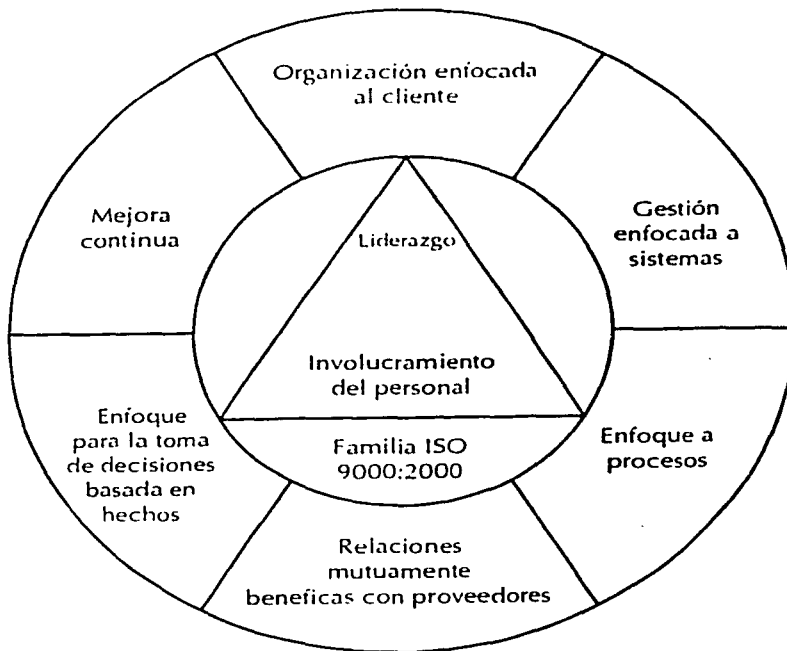 Organización enfocada
al cliente
Mejora
continua
Gestión
enfocada a
sistemas
Liderazgo
Involucramiento
del personal
Enfoque
para la toma
de decisiones
basada en
hechos
Familia ISO
9000:2000
Enfoque a
procesos
Relaciones
mutuamente
beneficas con proveedores